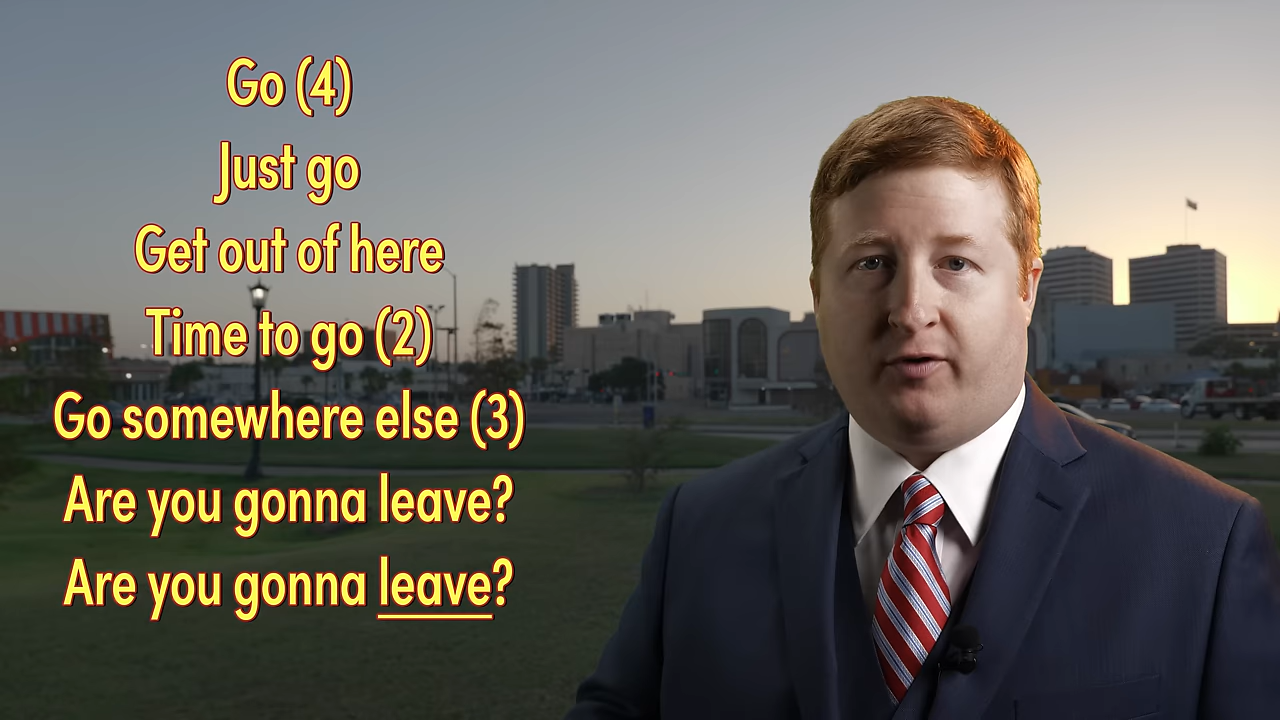 Go (4)
Just go
Get out of here
Time to go (2)
Go somewhere else (3)
Are you gonna leave?
Are you gonna leave?